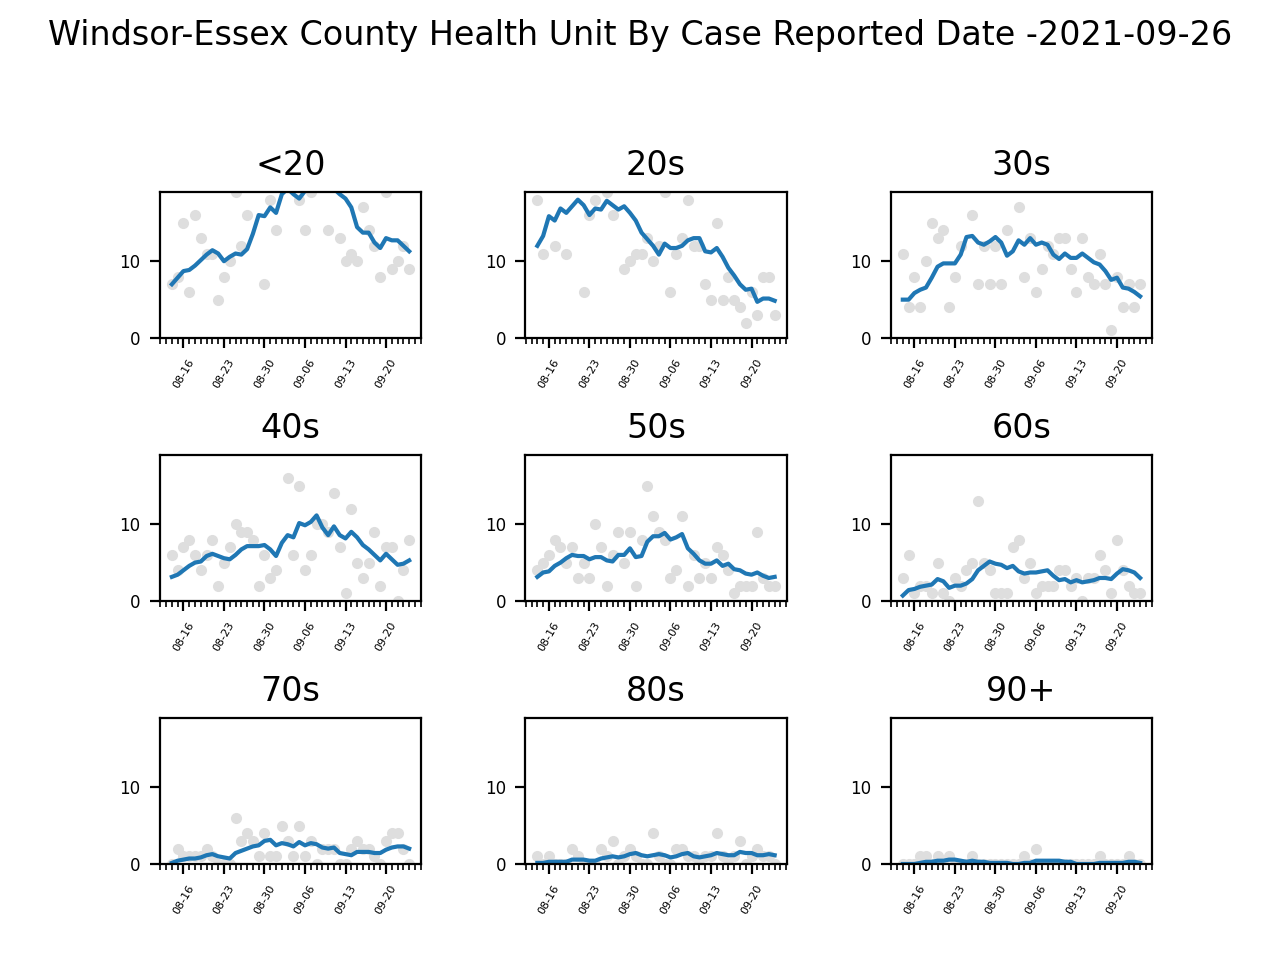 Windsor-Essex County Health Unit By Case Reported Date -2021-09-26
<20 20s 30s
10 10 10
0 0 0
08-16 08-23 08-30 09-06 09-13 09-20 08-16 08-23 08-30 09-06 09-13 09-20 08-16 08-23 08-30 09-06 09-13 09-20
40s 50s 60s
10 10 10
0 0 0
08-16 08-23 08-30 09-06 09-13 09-20 08-16 08-23 08-30 09-06 09-13 09-20 08-16 08-23 08-30 09-06 09-13 09-20
70s 80s 90+
10 10 10
0 0 0
08-16 08-23 08-30 09-06 09-13 09-20 08-16 08-23 08-30 09-06 09-13 09-20 08-16 08-23 08-30 09-06 09-13 09-20